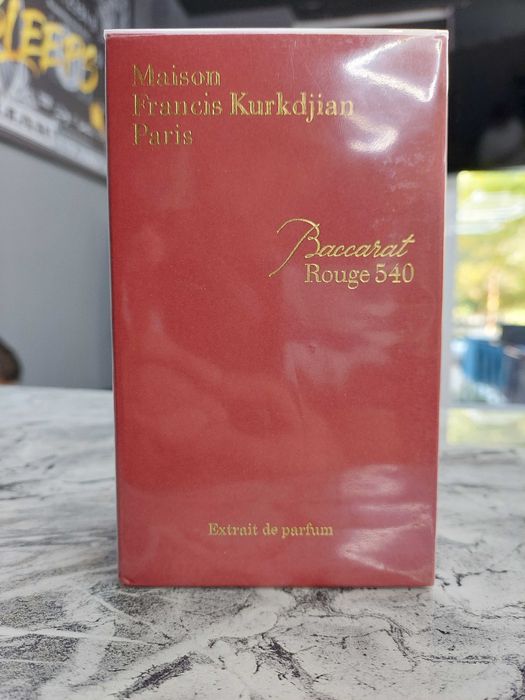 Maison
Francis Kurkdjian
Paris
Baccarat
Rouge 540
Extrait de parfum